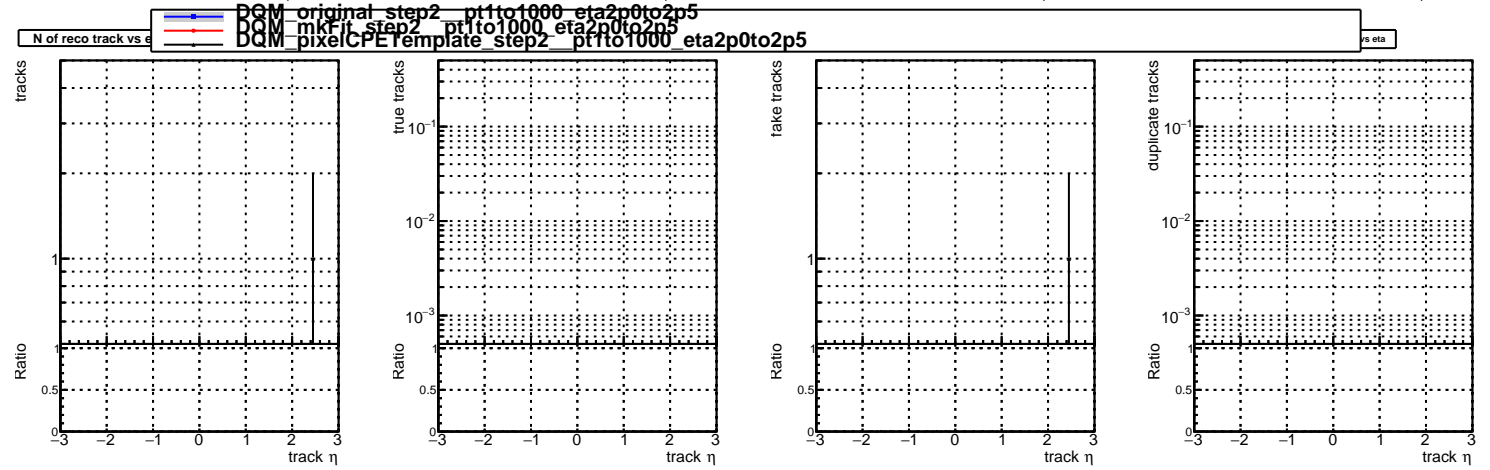 DQM_original_step2__pt1to1000_eta2p0to2p5
DQM_mkFit_step2__pt1to1000_eta2p0to2p5
DQM_pixelCPETemplate_step2__pt1to1000_eta2p0to2p5
N of reco track vs e
vs eta
tracks
1
Ratio
1
0.5
0
−3 −2 −1 0 1 2 3
track η
true tracks
10⁻¹
10⁻²
10⁻³
Ratio
1
0.5
0
−3 −2 −1 0 1 2 3
track η
fake tracks
1
Ratio
1
0.5
0
−3 −2 −1 0 1 2 3
track η
duplicate tracks
10⁻¹
10⁻²
10⁻³
Ratio
1
0.5
0
−3 −2 −1 0 1 2 3
track η